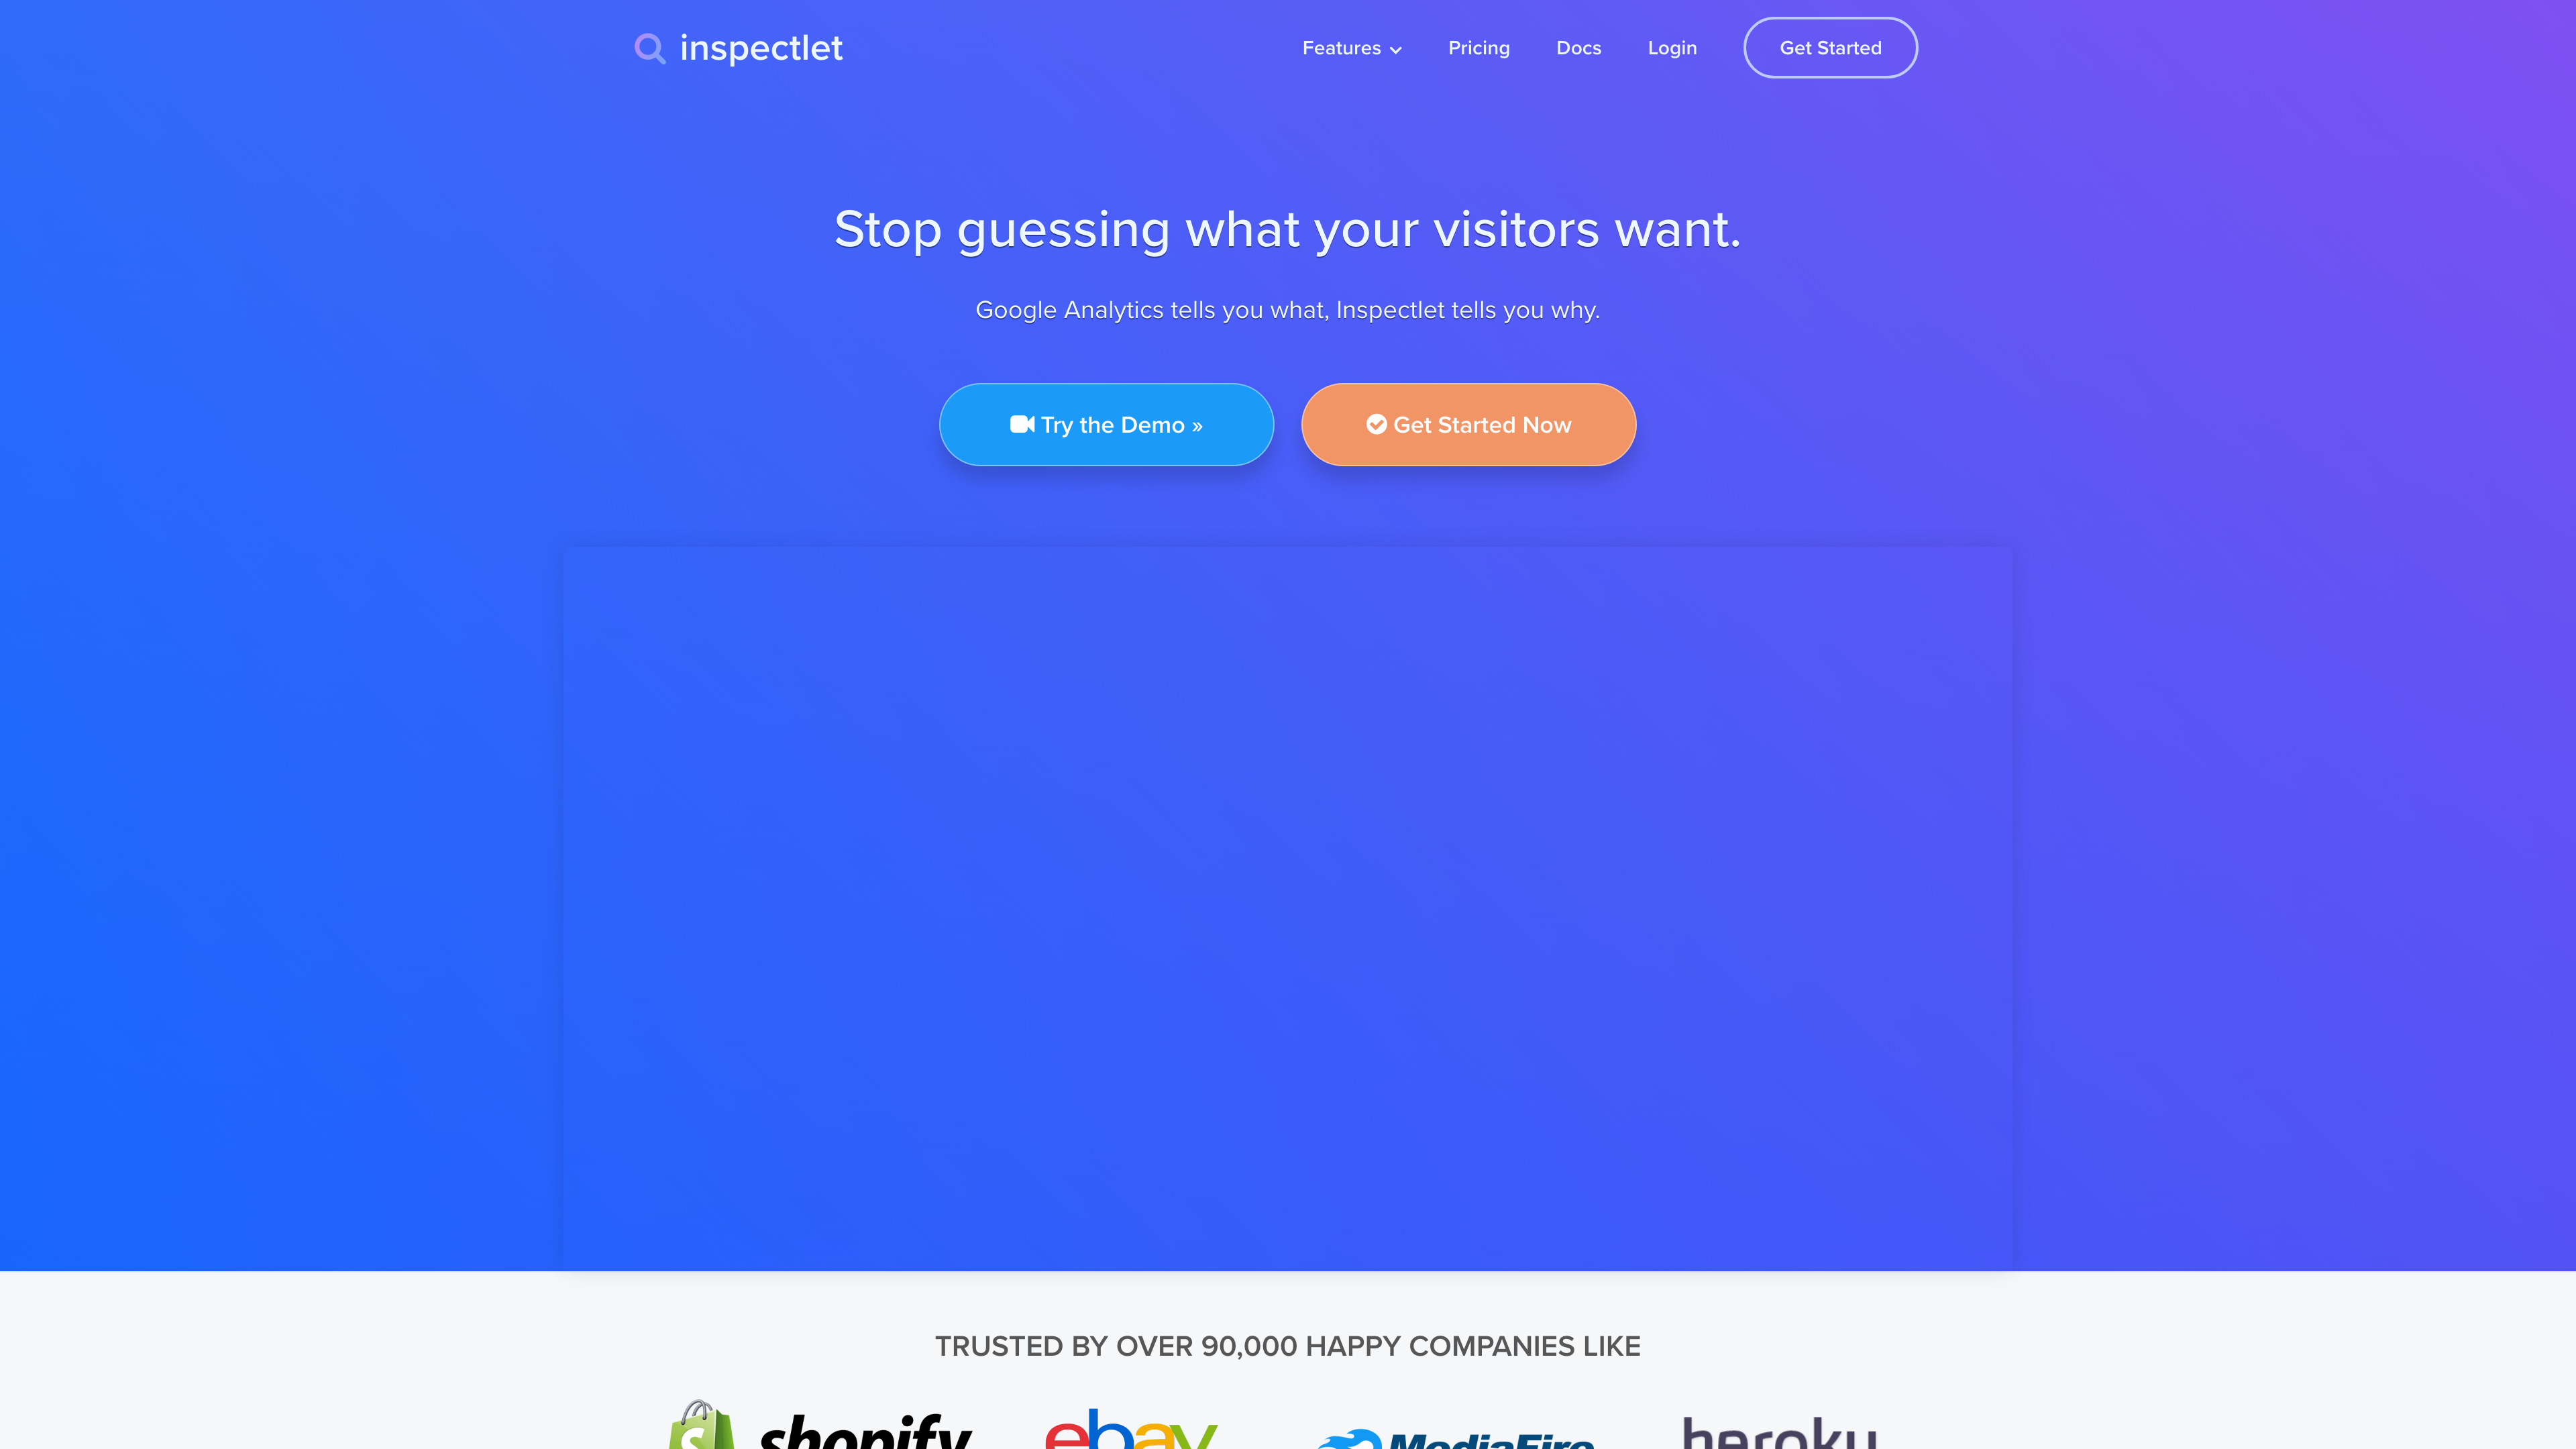 inspectlet
Features
Pricing
Docs
Login
Get Started
Stop guessing what your visitors want.
Google Analytics tells you what, Inspectlet tells you why.
Try the Demo »
Get Started Now
TRUSTED BY OVER 90,000 HAPPY COMPANIES LIKE
shopify
ebay
MediaFire
heroku